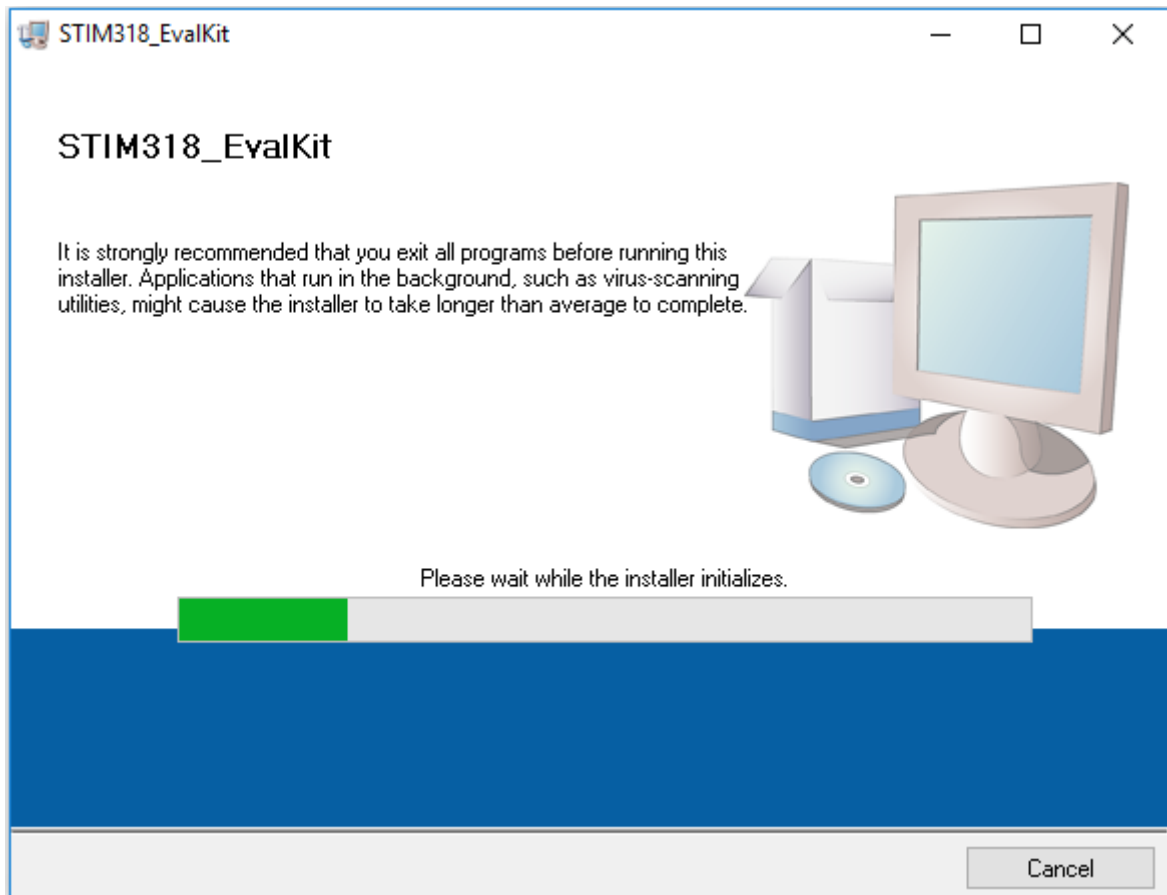 STIM318_EvalKit
STIM318_EvalKit
It is strongly recommended that you exit all programs before running this
installer. Applications that run in the background, such as virus-scanning
utilities, might cause the installer to take longer than average to complete.
Please wait while the installer initializes.
Cancel